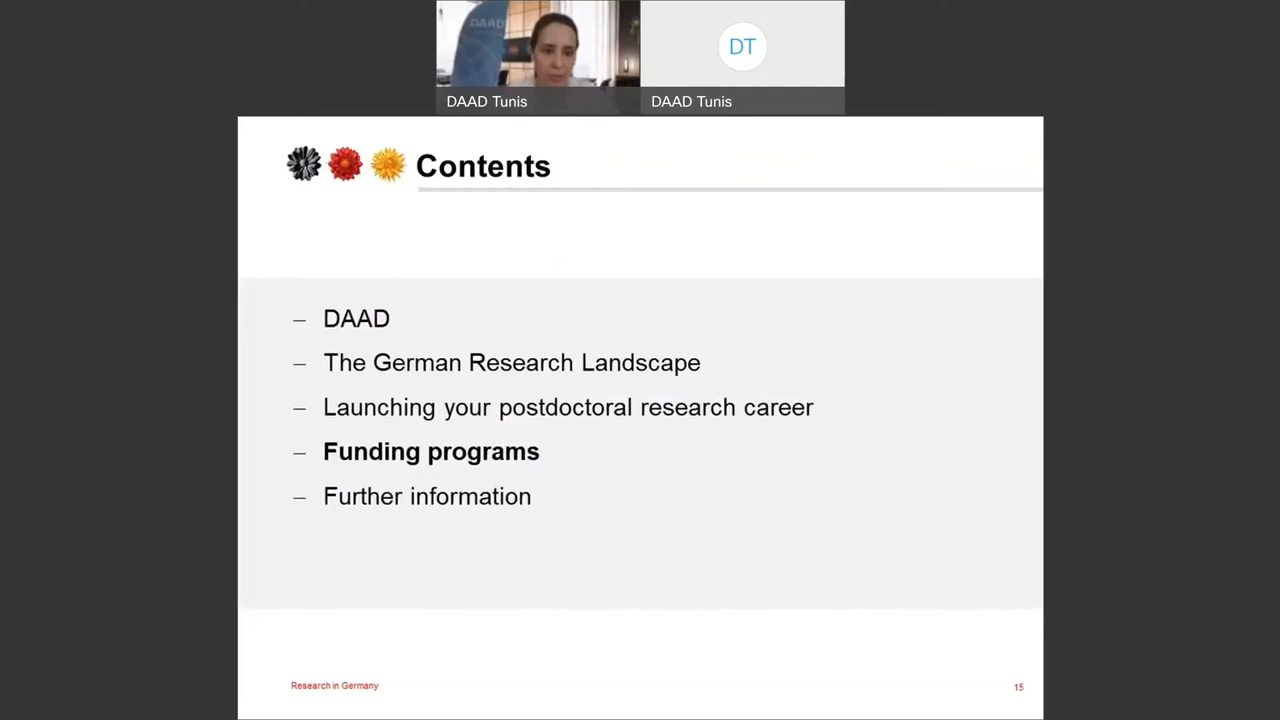 DAAD
DT
DAAD Tunis
DAAD Tunis
Contents
– DAAD
– The German Research Landscape
– Launching your postdoctoral research career
– Funding programs
– Further information
Research in Germany
15